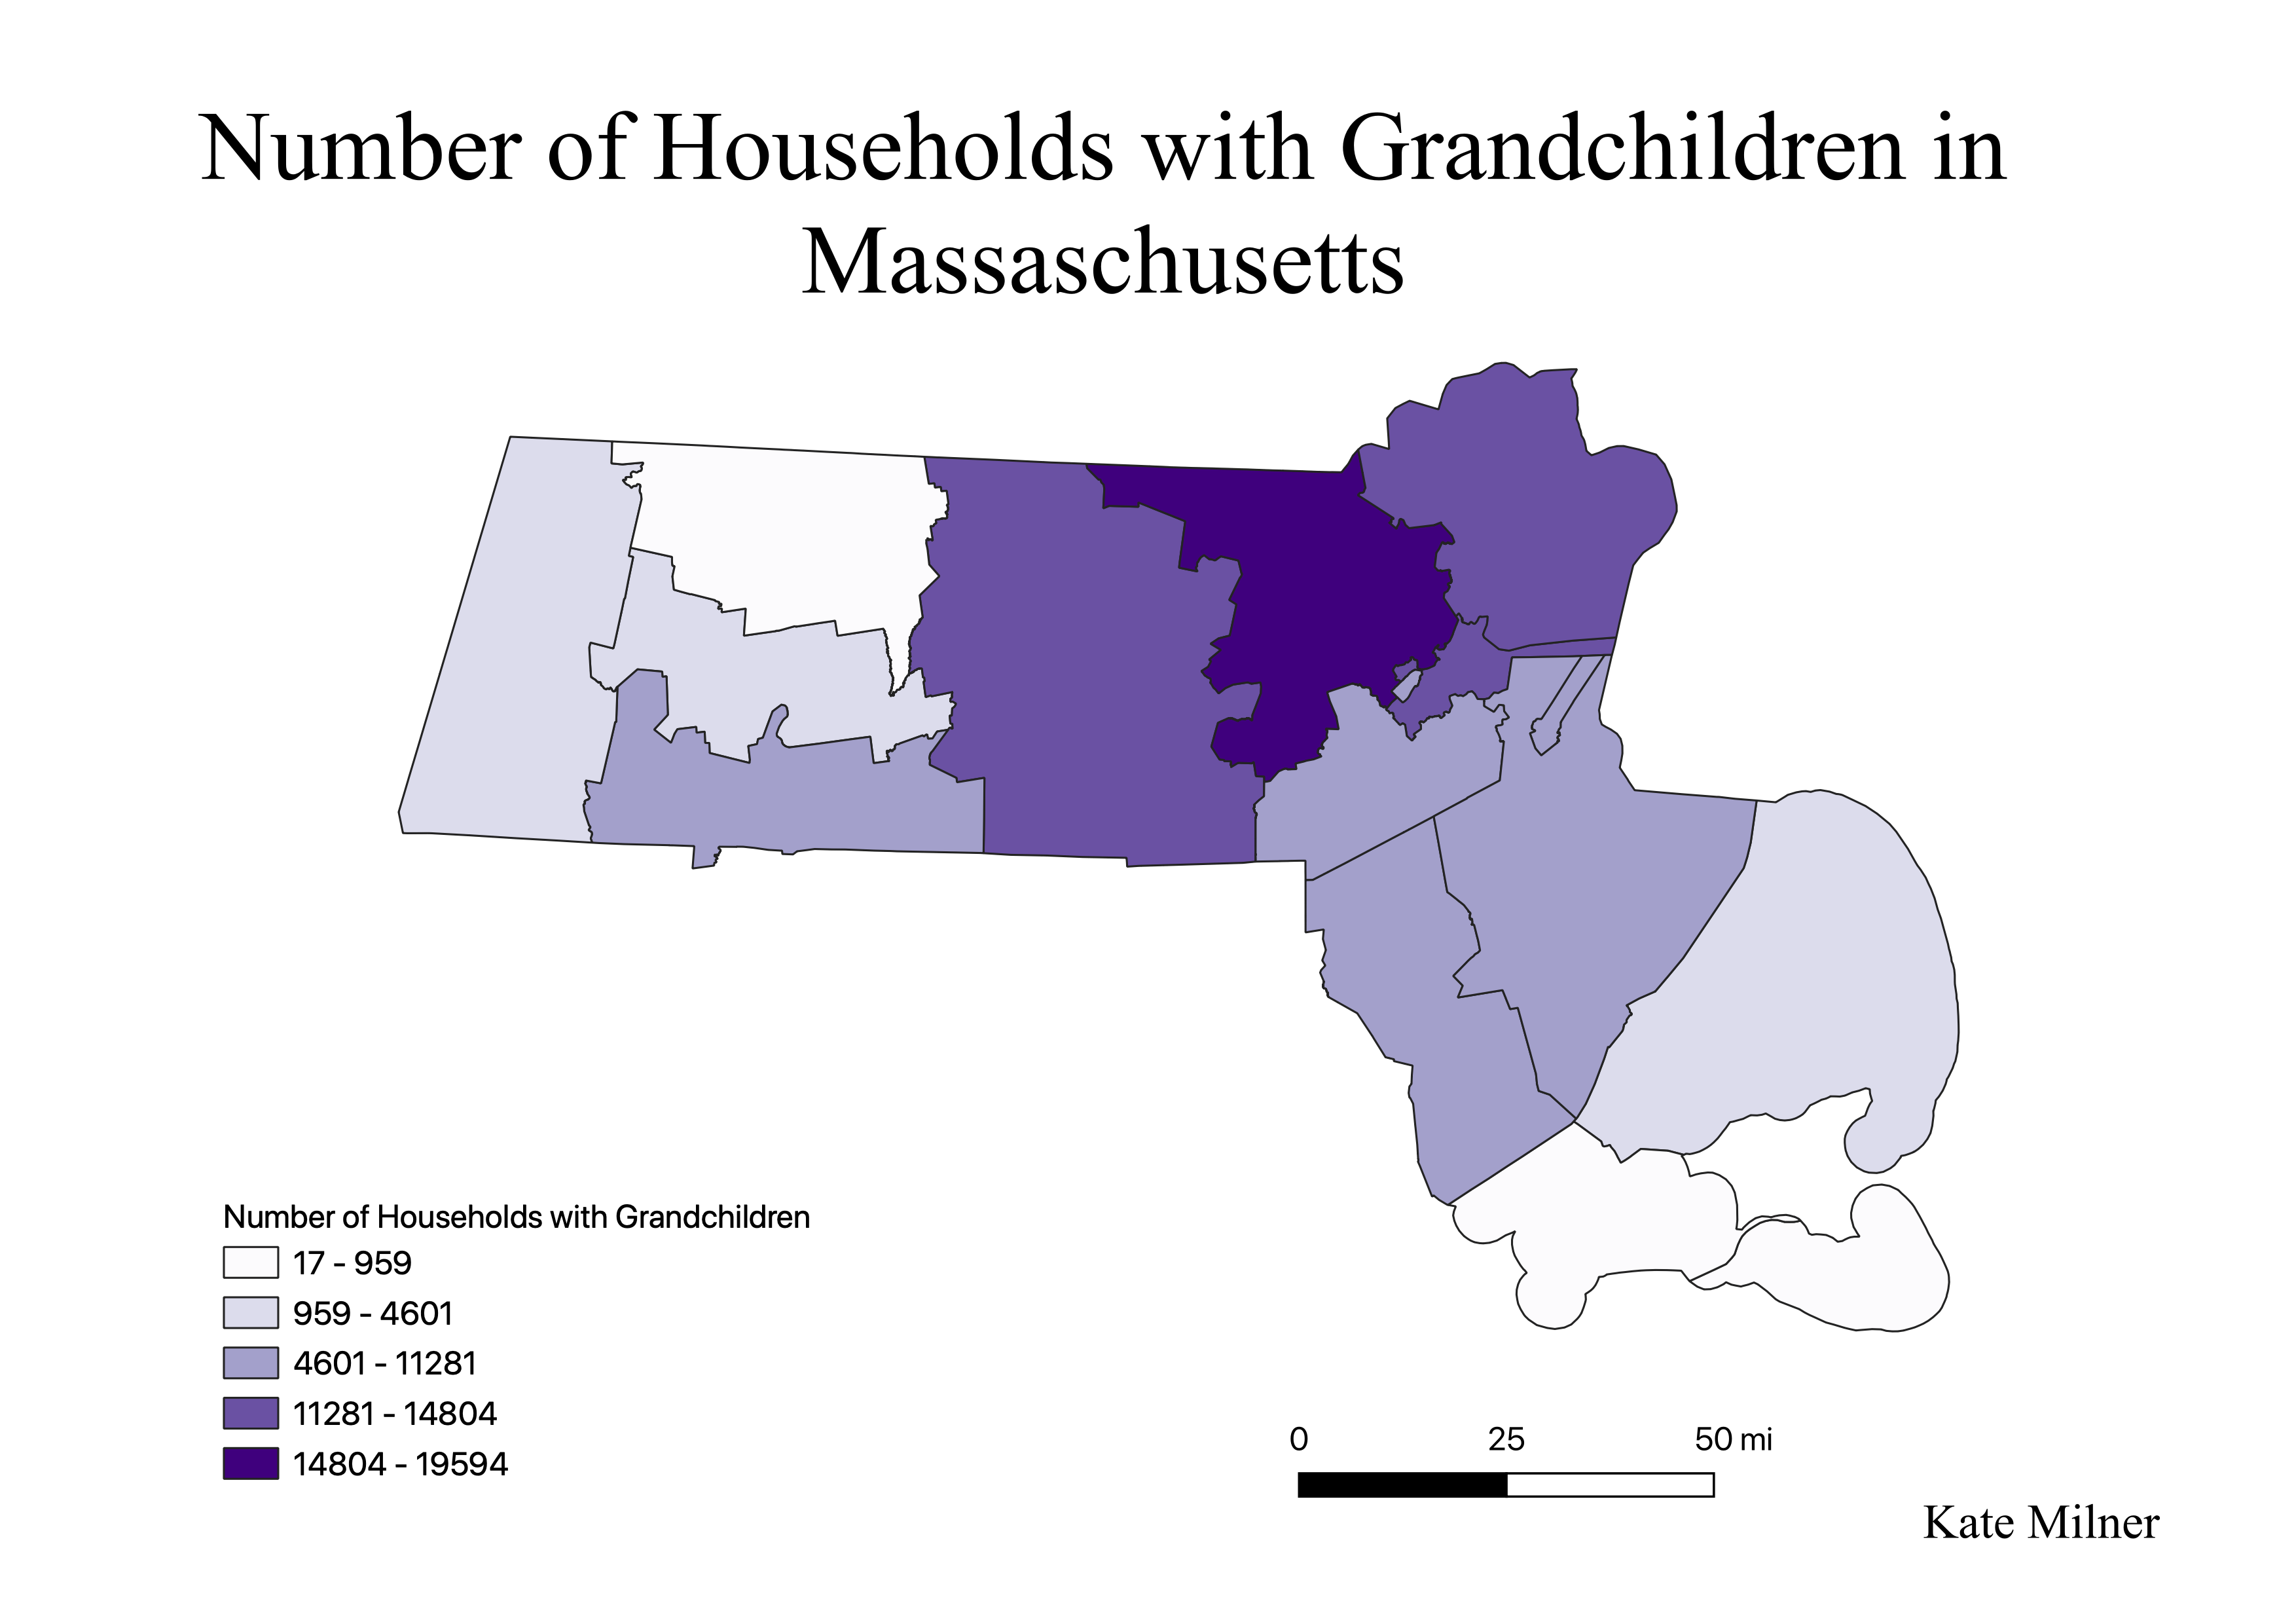 Number of Households with Grandchildren in
Massaschusetts
Number of Households with Grandchildren
17 - 959
959 - 4601
4601 - 11281
11281 - 14804
14804 - 19594
0 25 50 mi
Kate Milner